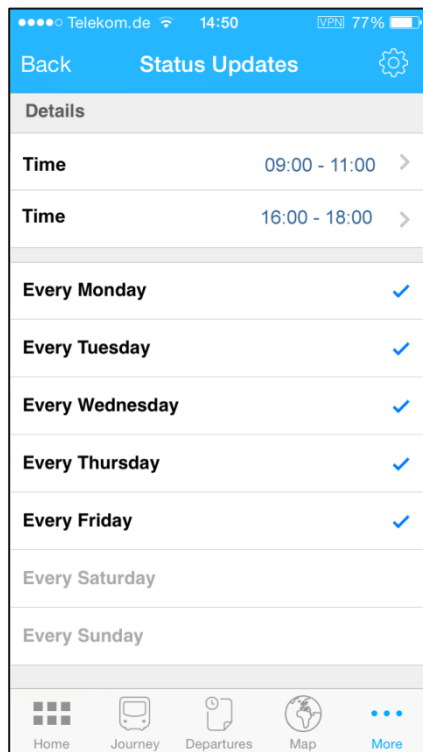 Telekom.de 14:50 VPN 77%
Back Status Updates
Details
Time 09:00 - 11:00
Time 16:00 - 18:00
Every Monday
Every Tuesday
Every Wednesday
Every Thursday
Every Friday
Every Saturday
Every Sunday
Home Journey Departures Map More